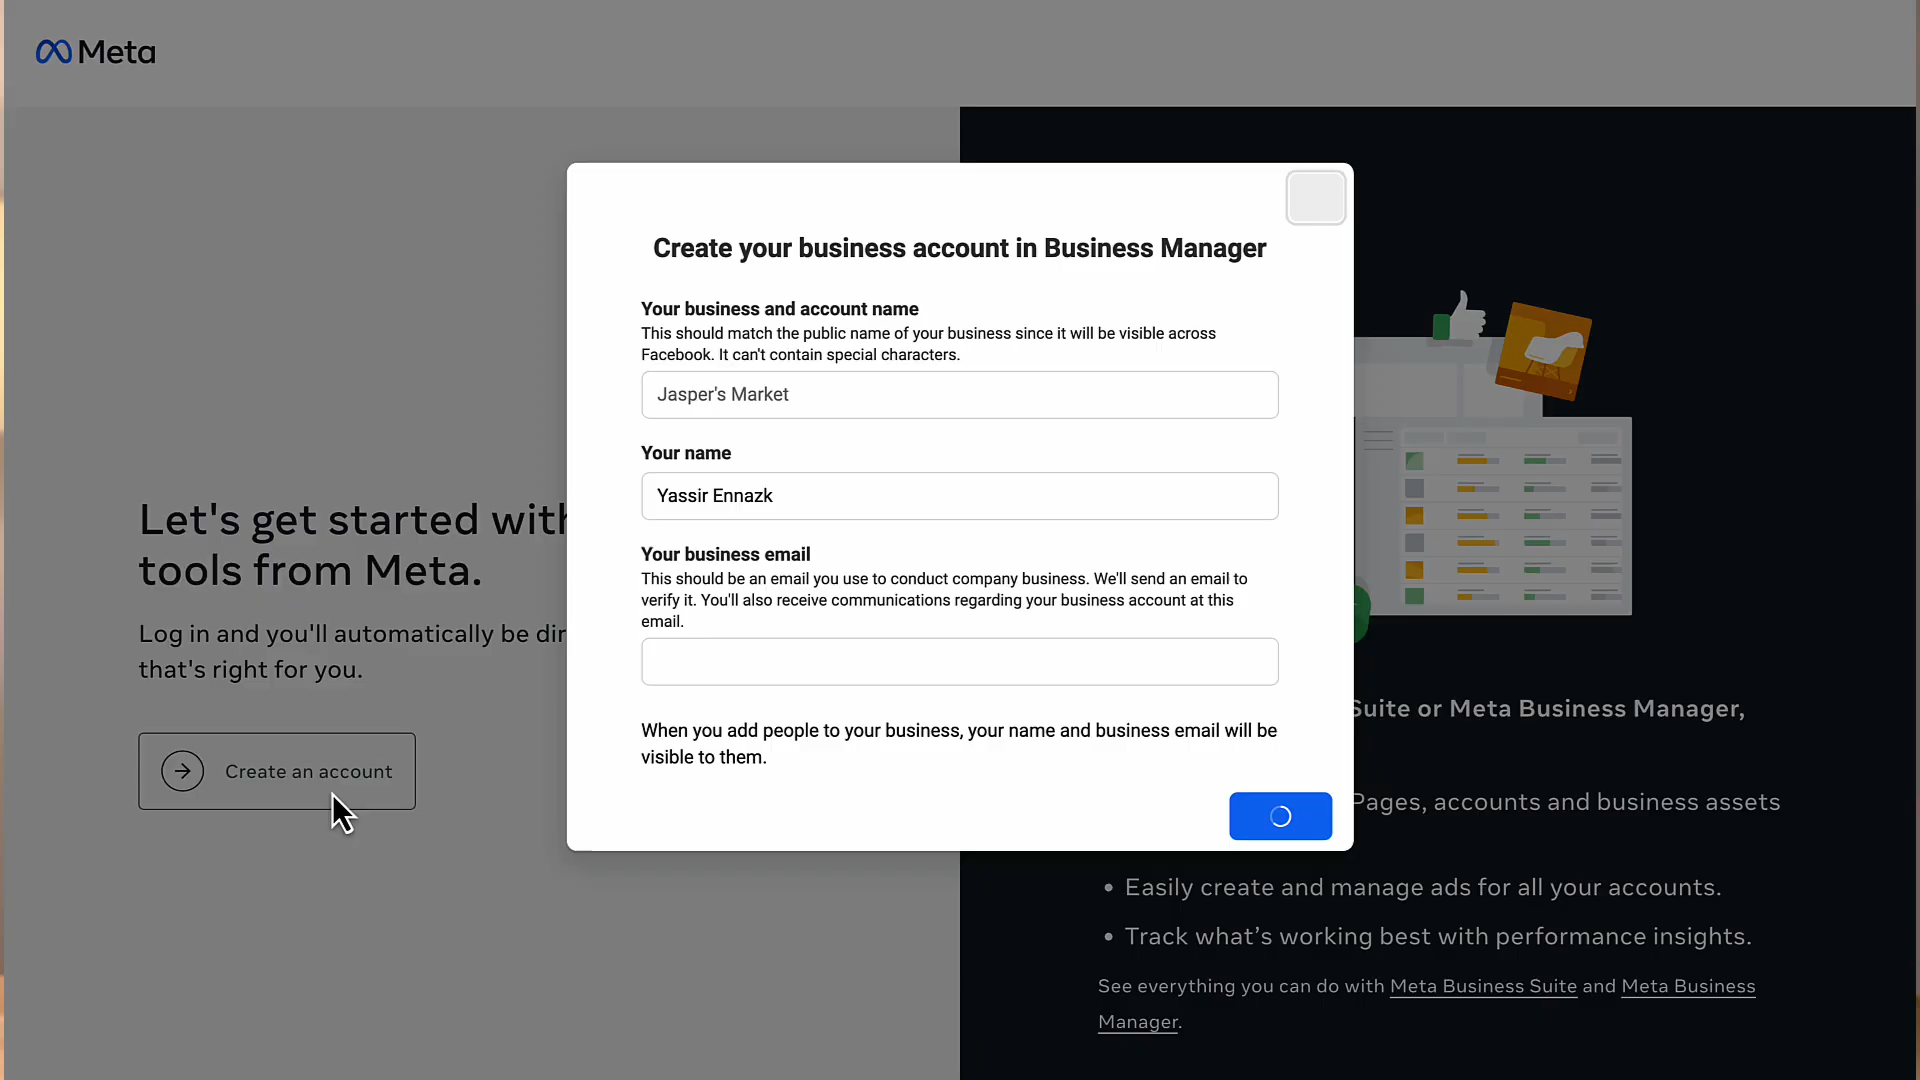 Meta
Create your business account in Business Manager
Your business and account name
This should match the public name of your business since it will be visible across
Facebook. It can't contain special characters.
Jasper's Market
Your name
Yassir Ennazk
Your business email
This should be an email you use to conduct company business. We'll send an email to
verify it. You'll also receive communications regarding your business account at this
email.
When you add people to your business, your name and business email will be
visible to them.
Let's get started with
tools from Meta.
Log in and you'll automatically be
that's right for you.
Create an account
Suite or Meta Business Manager,
Pages, accounts and business assets
• Easily create and manage ads for all your accounts.
• Track what’s working best with performance insights.
See everything you can do with Meta Business Suite and Meta Business
Manager.